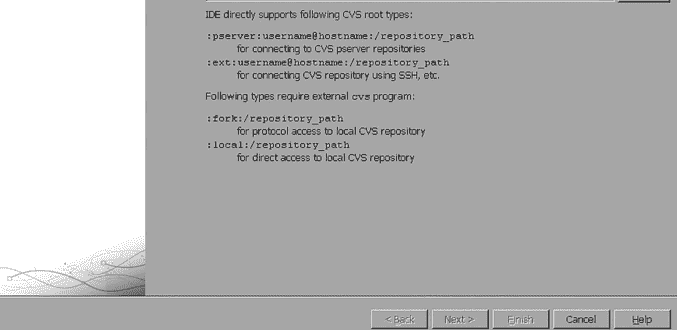 IDE directly supports following CVS root types:
:pserver:username@hostname:/repository_path
for connecting to CVS pserver repositories
:ext:username@hostname:/repository_path
for connecting CVS repository using SSH, etc.
Following types require external cvs program:
:fork:/repository_path
for protocol access to local CVS repository
:local:/repository_path
for direct access to local CVS repository
< Back Next > Finish Cancel Help